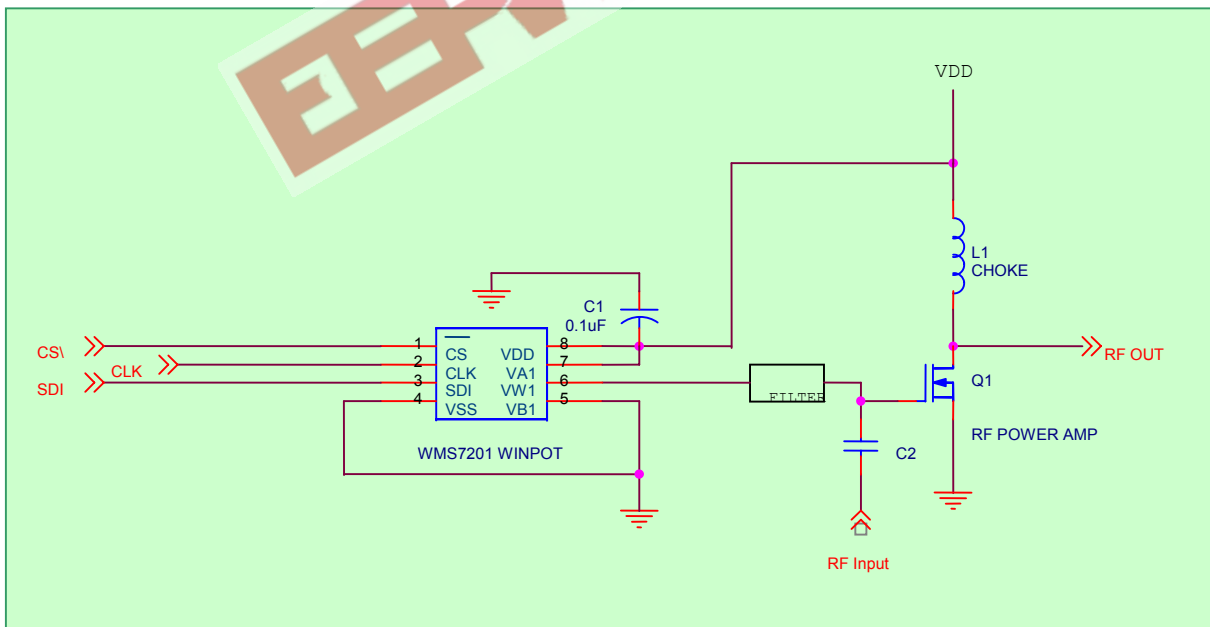 VDD
L1
CHOKE
C1
0.1uF
CS\
CLK
SDI
1
2
3
4
CS
CLK
SDI
VSS
VDD
VA1
VW1
VB1
8
7
6
5
WMS7201 WINPOT
FILTER
RF OUT
Q1
RF POWER AMP
C2
RF Input